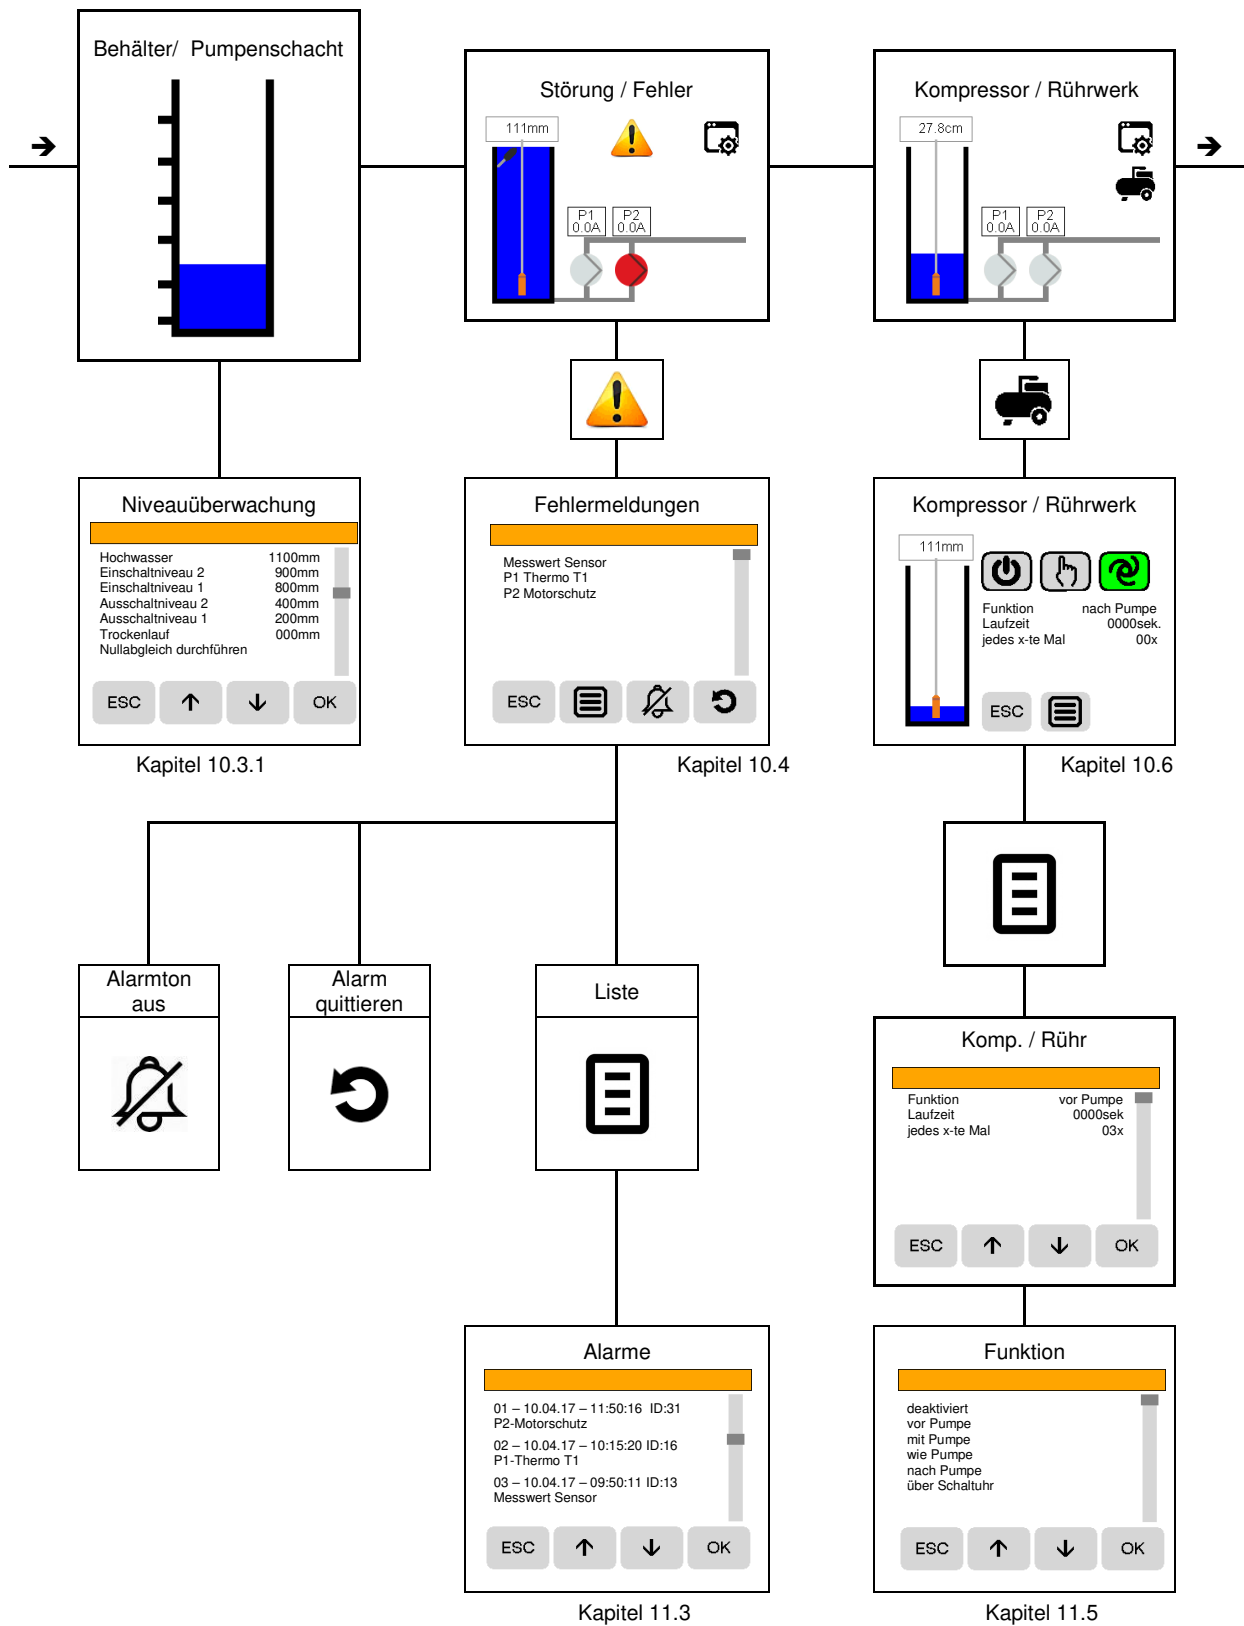 Behälter/  Pumpenschacht
Störung / Fehler
111mm
P1
0.0A
P2
0.0A
Kompressor / Rührwerk
27.8cm
P1
0.0A
P2
0.0A
Niveauüberwachung
Hochwasser 1100mm
Einschaltniveau 2 900mm
Einschaltniveau 1 800mm
Ausschaltniveau 2 400mm
Ausschaltniveau 1 200mm
Trockenlauf 000mm
Nullabgleich durchführen
ESC OK
Kapitel 10.3.1
Fehlermeldungen
Messwert Sensor
P1 Thermo T1
P2 Motorschutz
ESC
Kapitel 10.4
Kompressor / Rührwerk
111mm
Funktion nach Pumpe
Laufzeit 0000sek.
jedes x-te Mal 00x
ESC
Kapitel 10.6
Alarmton
aus
Alarm
quittieren
Liste
Komp. / Rühr
Funktion vor Pumpe
Laufzeit 0000sek
jedes x-te Mal 03x
ESC OK
Alarme
01 – 10.04.17 – 11:50:16  ID:31
P2-Motorschutz
02 – 10.04.17 – 10:15:20 ID:16
P1-Thermo T1
03 – 10.04.17 – 09:50:11 ID:13
Messwert Sensor
ESC OK
Kapitel 11.3
Funktion
deaktiviert
vor Pumpe
mit Pumpe
wie Pumpe
nach Pumpe
über Schaltuhr
ESC OK
Kapitel 11.5